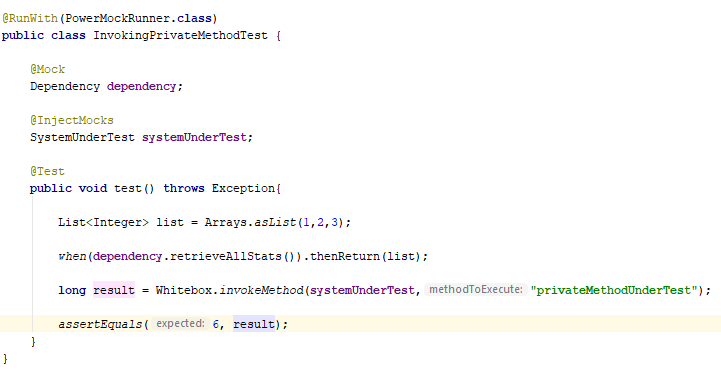 @RunWith(PowerMockRunner.class)
public class InvokingPrivateMethodTest {
@Mock
Dependency dependency;
@InjectMocks
SystemUnderTest systemUnderTest;
@Test
public void test() throws Exception{
List<Integer> list = Arrays.asList(1,2,3);
when(dependency.retrieveAllStats()).thenReturn(list);
long result = Whitebox.invokeMethod(systemUnderTest, methodToExecute: "privateMethodUnderTest");
assertEquals( expected: 6, result);
}
}